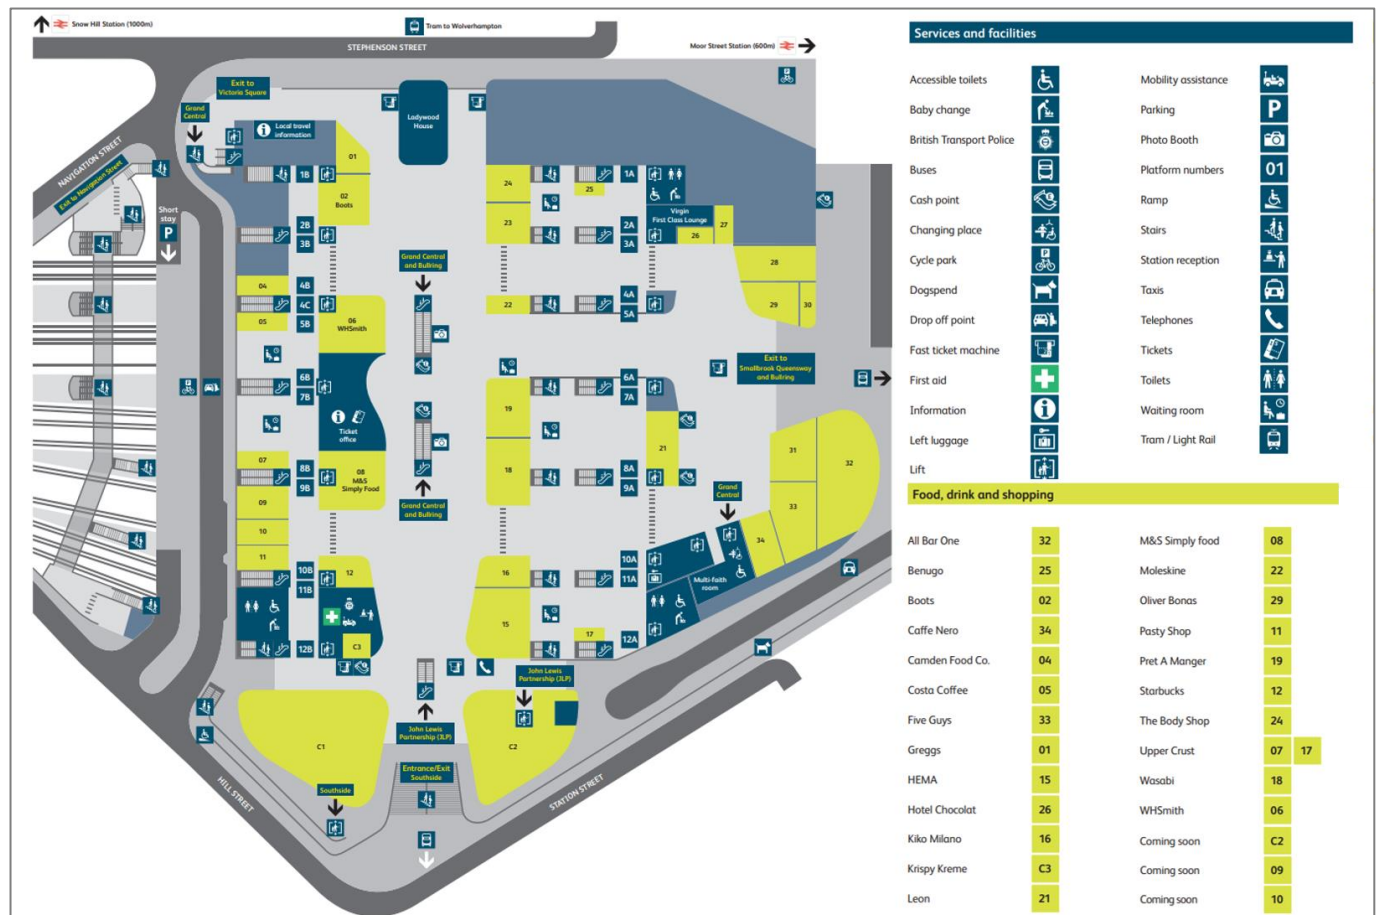 Snow Hill Station (1000m)
Tram to Wolverhampton
STEPHENSON STREET
Moor Street Station (600m)
Exit to
Victoria Square
Grand
Central
Local travel
information
Ladywood
House
NAVIGATION STREET
Exit to Navigation Street
Short
stay
P
01
02
Boots
1B
2B
3B
04
4B
4C
5B
05
06
WHSmith
6B
7B
Ticket
office
07
8B
9B
08
M&S
Simply Food
09
10
11
10B
11B
12
12B
C3
Grand Central
and Bullring
Grand Central
and Bullring
24
25
1A
23
2A
3A
Virgin
First Class Lounge
26
27
28
29
30
22
4A
5A
Exit to
Smallbrook Queensway
and Bullring
6A
7A
19
21
18
8A
9A
31
32
33
34
Grand
Central
16
10A
11A
Multi-faith
room
15
17
12A
John Lewis
Partnership (JLP)
John Lewis
Partnership (JLP)
C1
C2
Entrance/Exit
Southside
Southside
HILL STREET
STATION STREET
Services and facilities
Accessible toilets
Baby change
British Transport Police
Buses
Cash point
Changing place
Cycle park
Dogspend
Drop off point
Fast ticket machine
First aid
Information
Left luggage
Lift
Mobility assistance
Parking P
Photo Booth
Platform numbers 01
Ramp
Stairs
Station reception
Taxis
Telephones
Tickets
Toilets
Waiting room
Tram / Light Rail
Food, drink and shopping
All Bar One 32
Benugo 25
Boots 02
Caffe Nero 34
Camden Food Co. 04
Costa Coffee 05
Five Guys 33
Greggs 01
HEMA 15
Hotel Chocolat 26
Kiko Milano 16
Krispy Kreme C3
Leon 21
M&S Simply food 08
Moleskine 22
Oliver Bonas 29
Pasty Shop 11
Pret A Manger 19
Starbucks 12
The Body Shop 24
Upper Crust 07 17
Wasabi 18
WHSmith 06
Coming soon C2
Coming soon 09
Coming soon 10